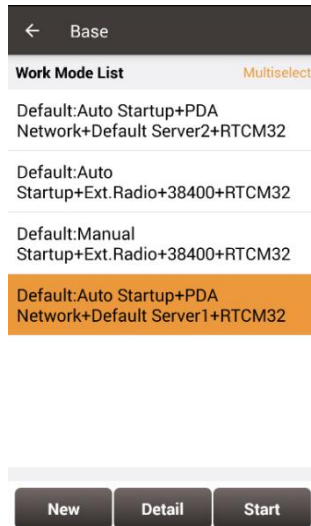 ← Base
Work Mode List Multiselect
Default:Auto Startup+PDA
Network+Default Server2+RTCM32
Default:Auto
Startup+Ext.Radio+38400+RTCM32
Default:Manual
Startup+Ext.Radio+38400+RTCM32
Default:Auto Startup+PDA
Network+Default Server1+RTCM32
New Detail Start